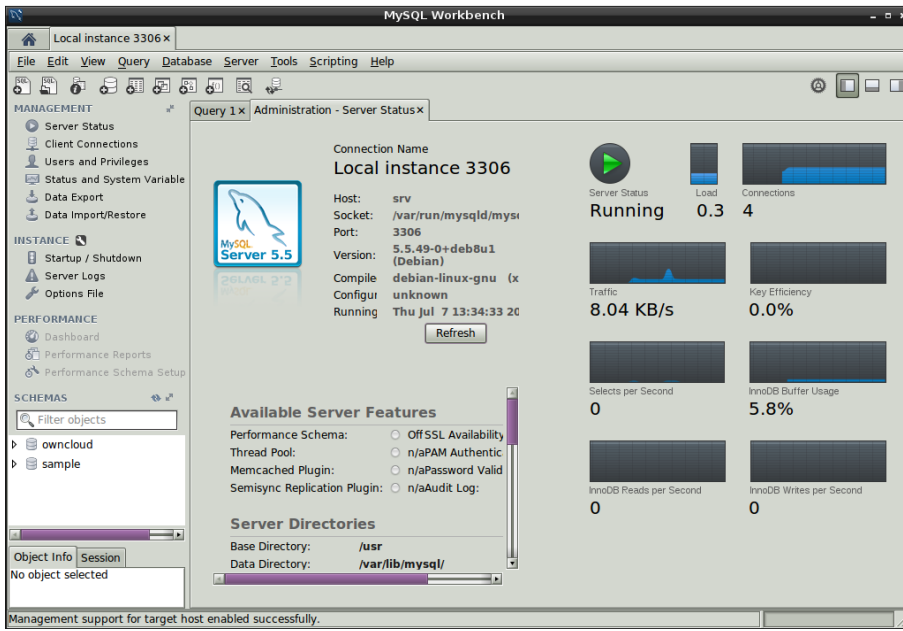 MySQL Workbench
Local instance 3306
File Edit View Query Database Server Tools Scripting Help
MANAGEMENT
Server Status
Client Connections
Users and Privileges
Status and System Variable
Data Export
Data Import/Restore
INSTANCE
Startup / Shutdown
Server Logs
Options File
PERFORMANCE
Dashboard
Performance Reports
Performance Schema Setup
SCHEMAS
Filter objects
owncloud
sample
Object Info Session
No object selected
Query 1 Administration - Server Status
MySQL
Server 5.5
Connection Name
Local instance 3306
Host: srv
Socket: /var/run/mysqld/myse
Port: 3306
Version: 5.5.49-0+deb8u1
(Debian)
Compile debian-linux-gnu (x
Configur unknown
Running Thu Jul 7 13:34:33 20
Refresh
Available Server Features
Performance Schema: Off SSL Availability
Thread Pool: n/a PAM Authentic
Memcached Plugin: n/a Password Valid
Semisync Replication Plugin: n/a Audit Log:
Server Directories
Base Directory: /usr
Data Directory: /var/lib/mysql/
Server Status Load Connections
Running 0.3 4
Traffic Key Efficiency
8.04 KB/s 0.0%
Selects per Second InnoDB Buffer Usage
0 5.8%
InnoDB Reads per Second InnoDB Writes per Second
0 0
Management support for target host enabled successfully.